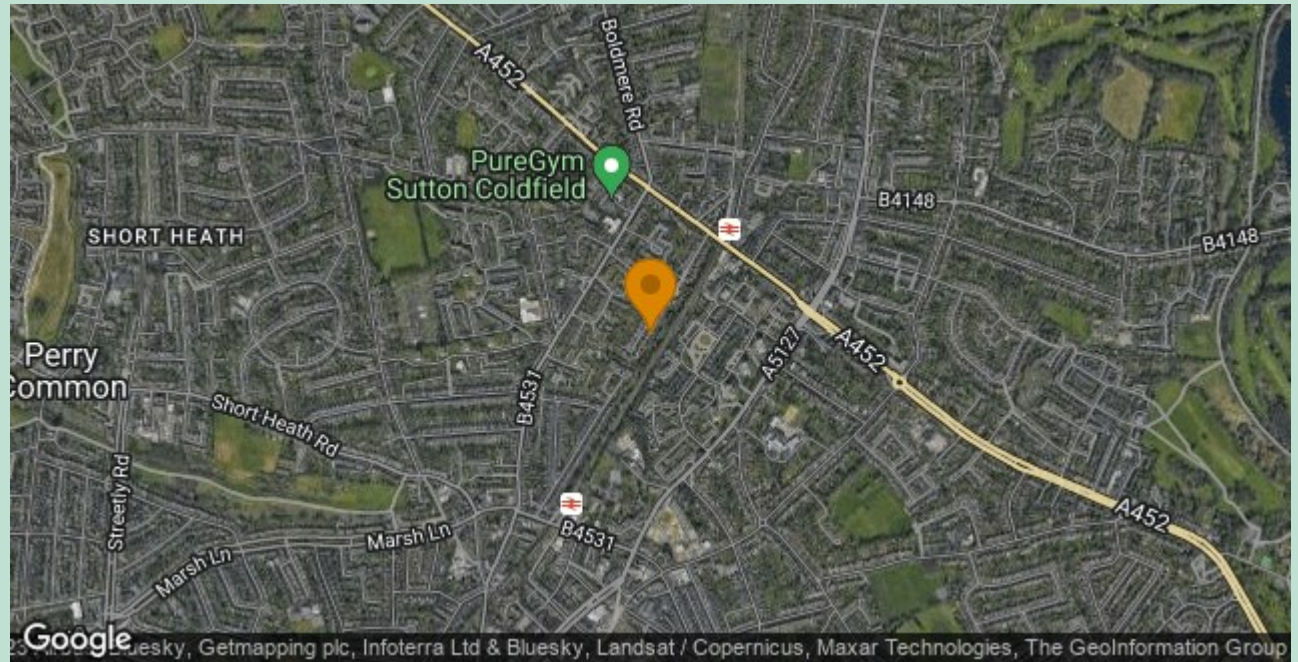 A452
Boldmere Rd
PureGym
Sutton Coldfield
B4148
B4148
SHORT HEATH
Perry
Common
A452
A5127
B4531
Short Heath Rd
Streetly Rd
A452
Marsh Ln
B4531
Marsh Ln
Google
Bluesky, Getmapping plc, Infoterra Ltd & Bluesky, Landsat / Copernicus, Maxar Technologies, The GeoInformation Group